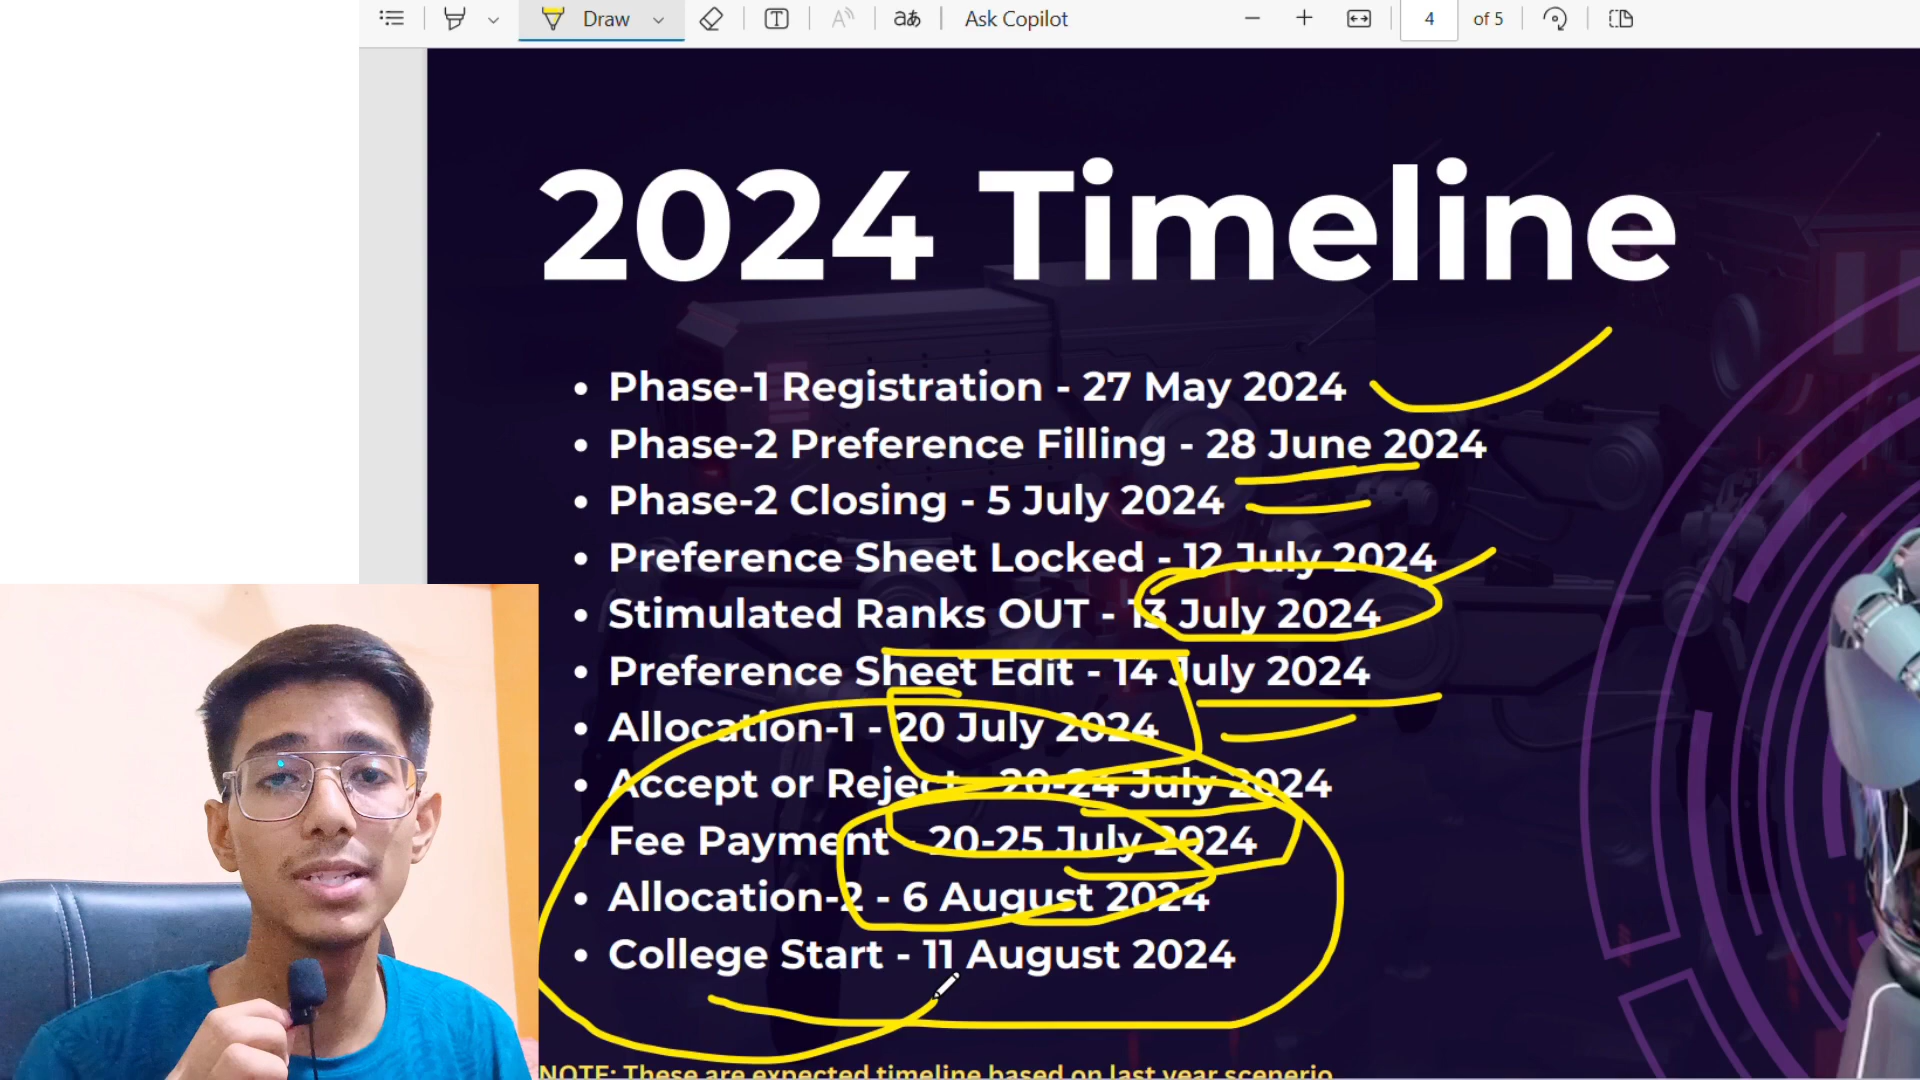 Draw
Ask Copilot
4 of 5
2024 Timeline
• Phase-1 Registration - 27 May 2024
• Phase-2 Preference Filling - 28 June 2024
• Phase-2 Closing - 5 July 2024
• Preference Sheet Locked - 12 July 2024
• Stimulated Ranks OUT - 13 July 2024
• Preference Sheet Edit - 14 July 2024
• Allocation-1 - 20 July 2024
• Accept or Reject - 20-24 July 2024
• Fee Payment - 20-25 July 2024
• Allocation-2 - 6 August 2024
• College Start - 11 August 2024
NOTE: These are expected timeline based on last year scenerio